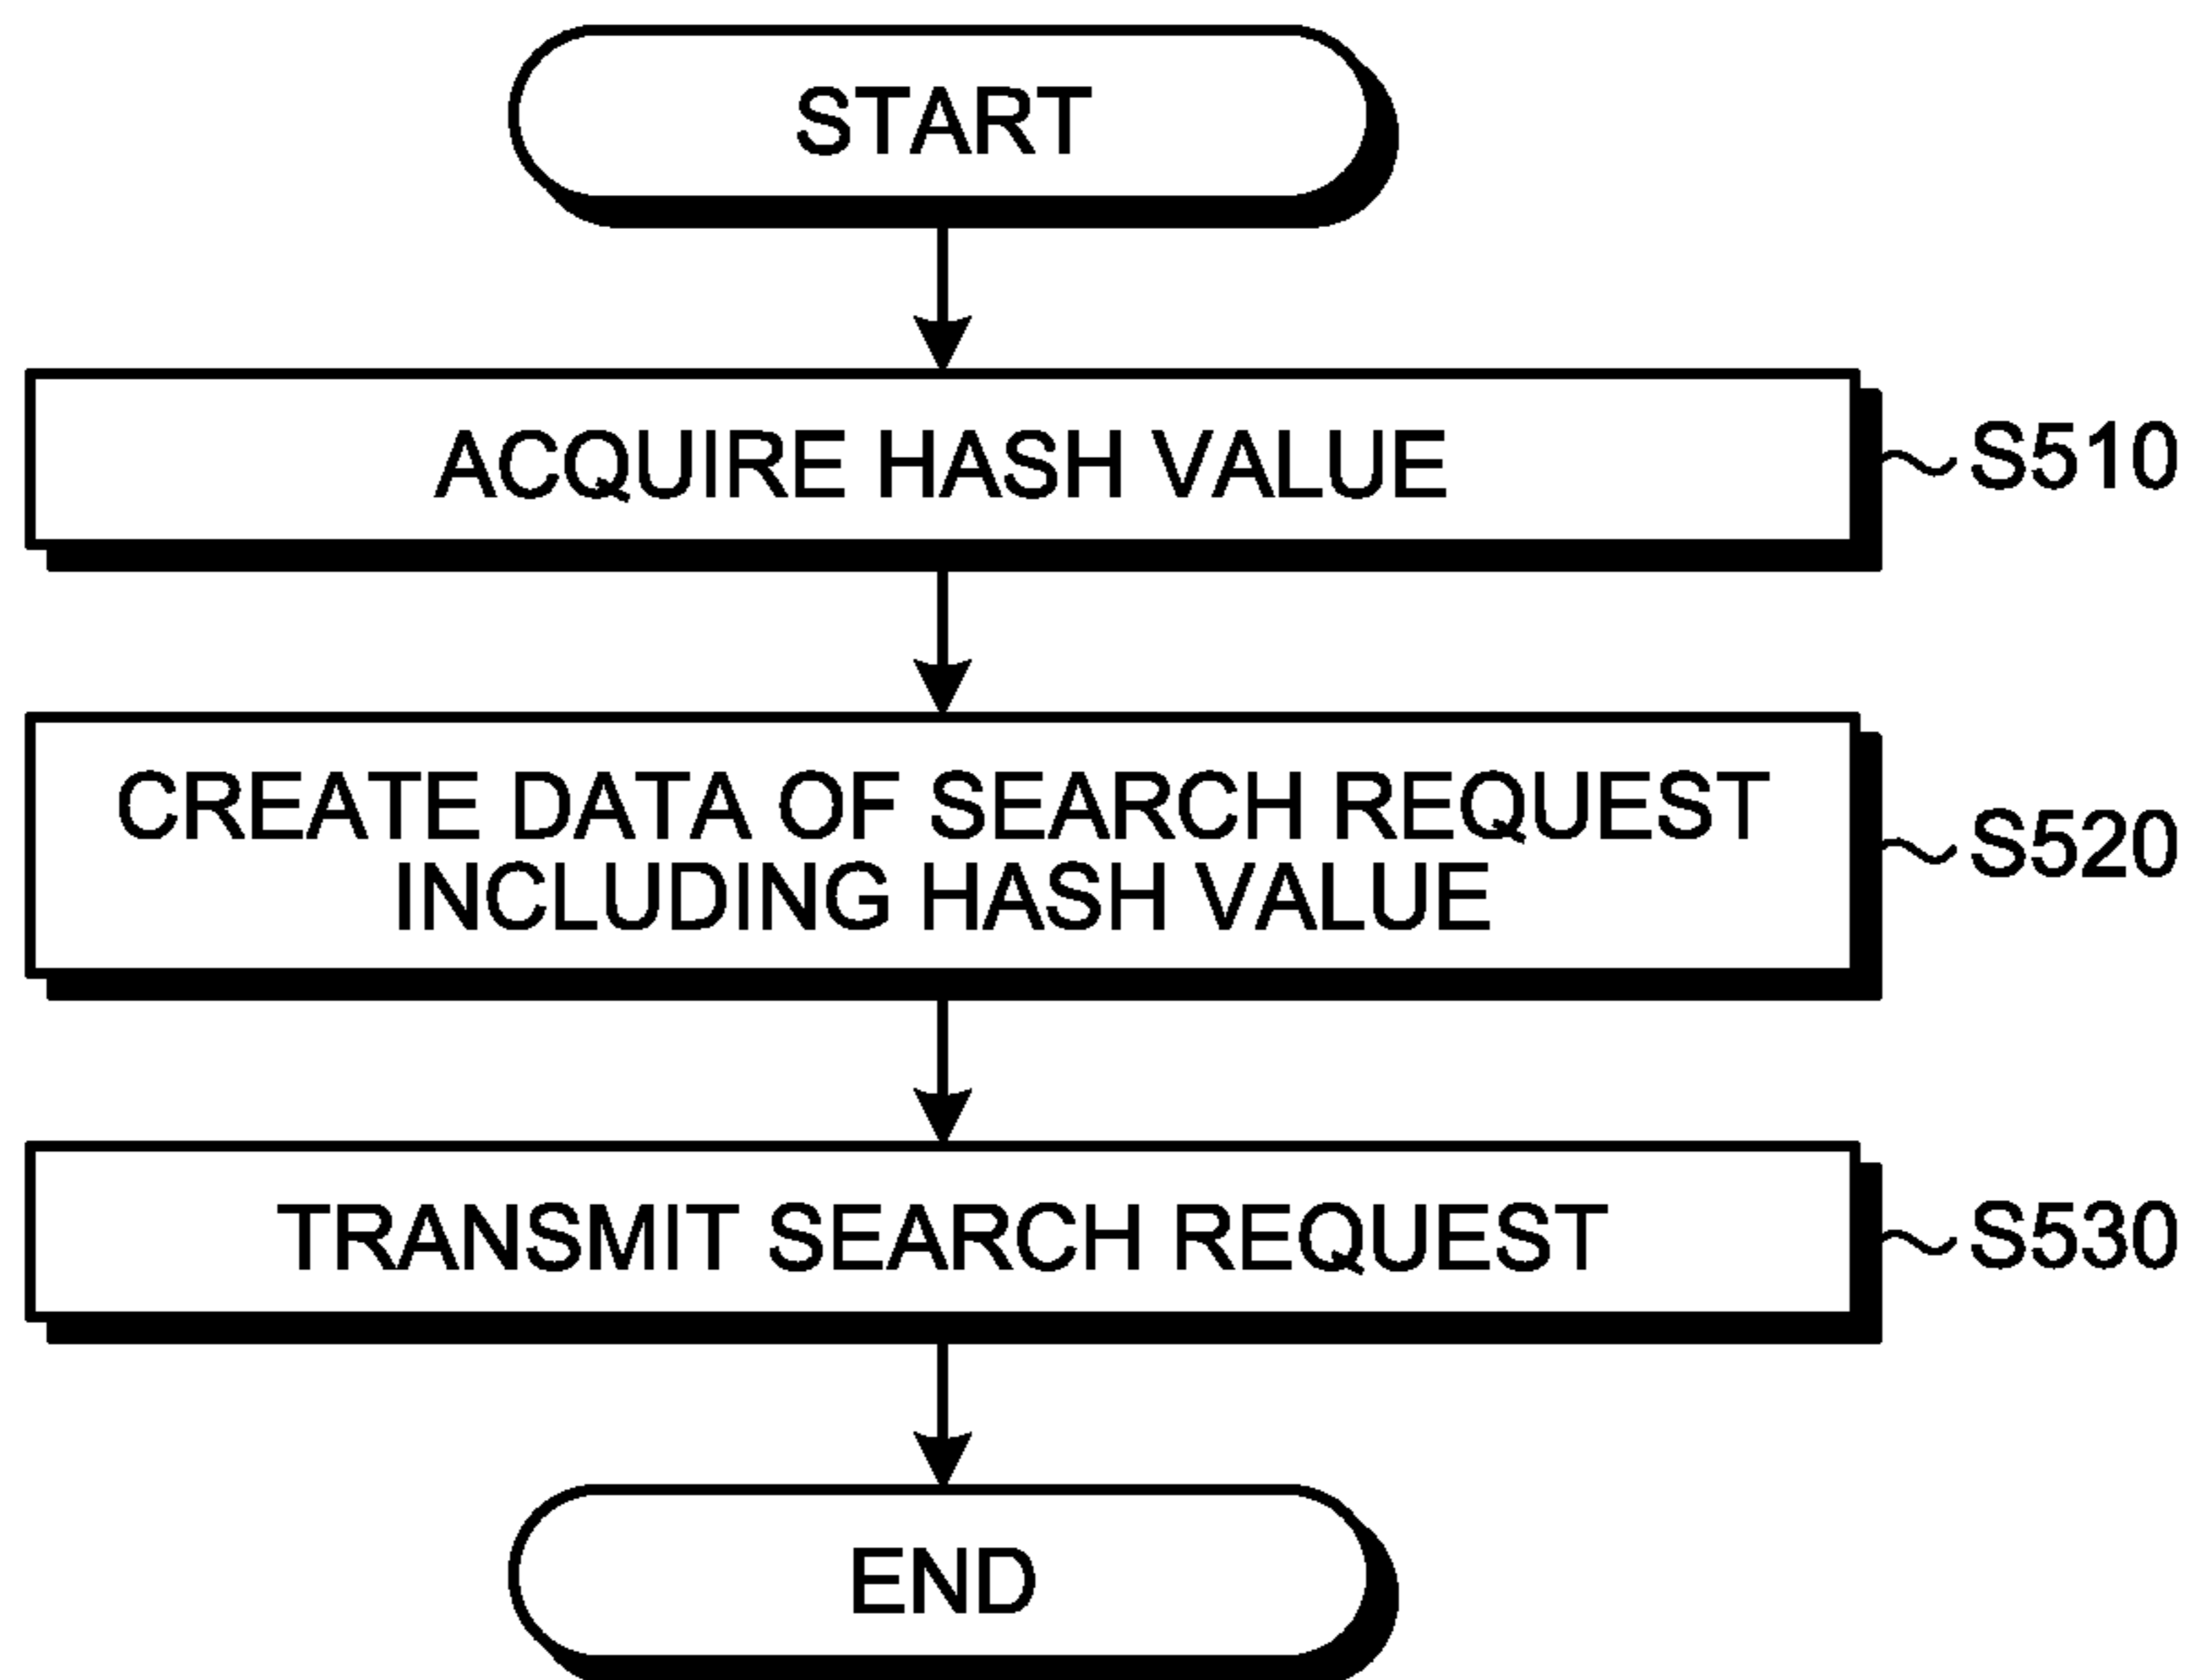 START
ACQUIRE HASH VALUE
S510
CREATE DATA OF SEARCH REQUEST
INCLUDING HASH VALUE
S520
TRANSMIT SEARCH REQUEST
S530
END